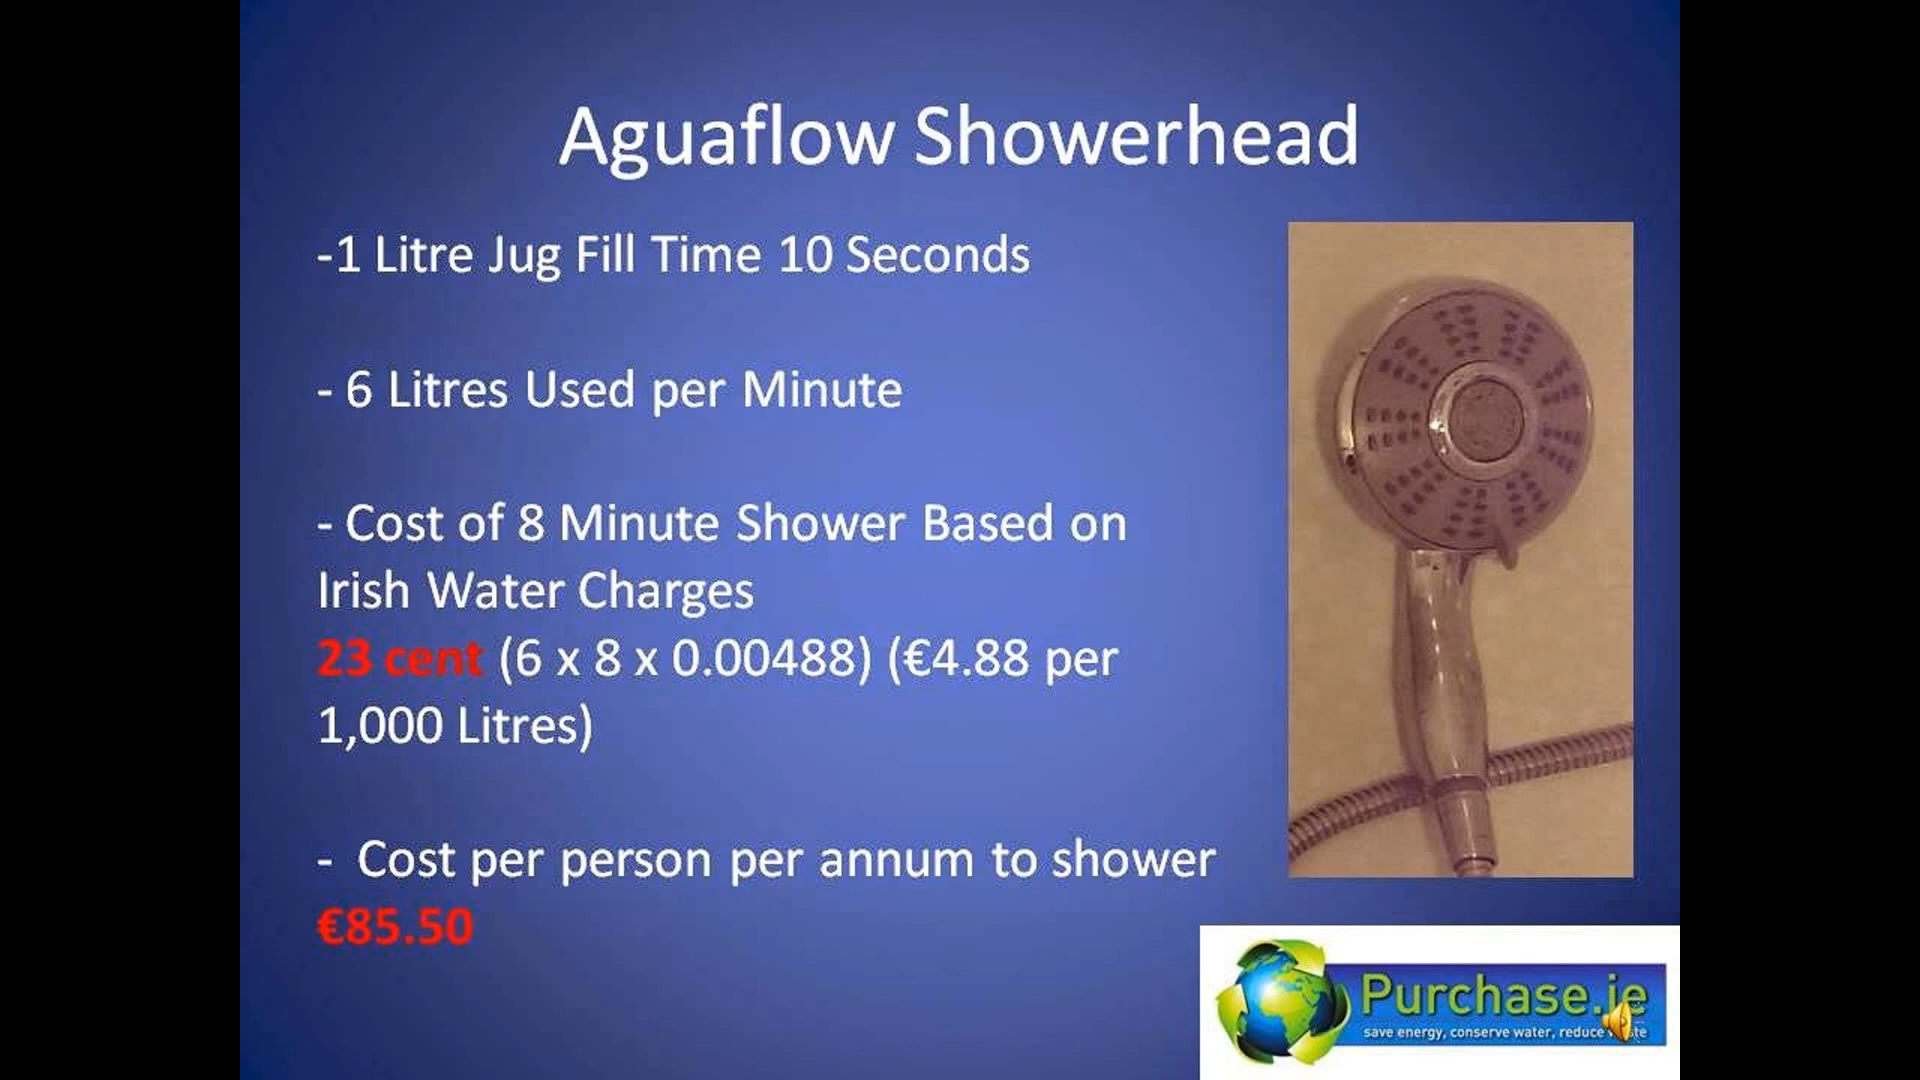 Aguaflow Showerhead
-1 Litre Jug Fill Time 10 Seconds
- 6 Litres Used per Minute
- Cost of 8 Minute Shower Based on
Irish Water Charges
23 cent (6 x 8 x 0.00488) (€4.88 per
1,000 Litres)
- Cost per person per annum to shower
€85.50
Purchase.ie
save energy, conserve water, reduce